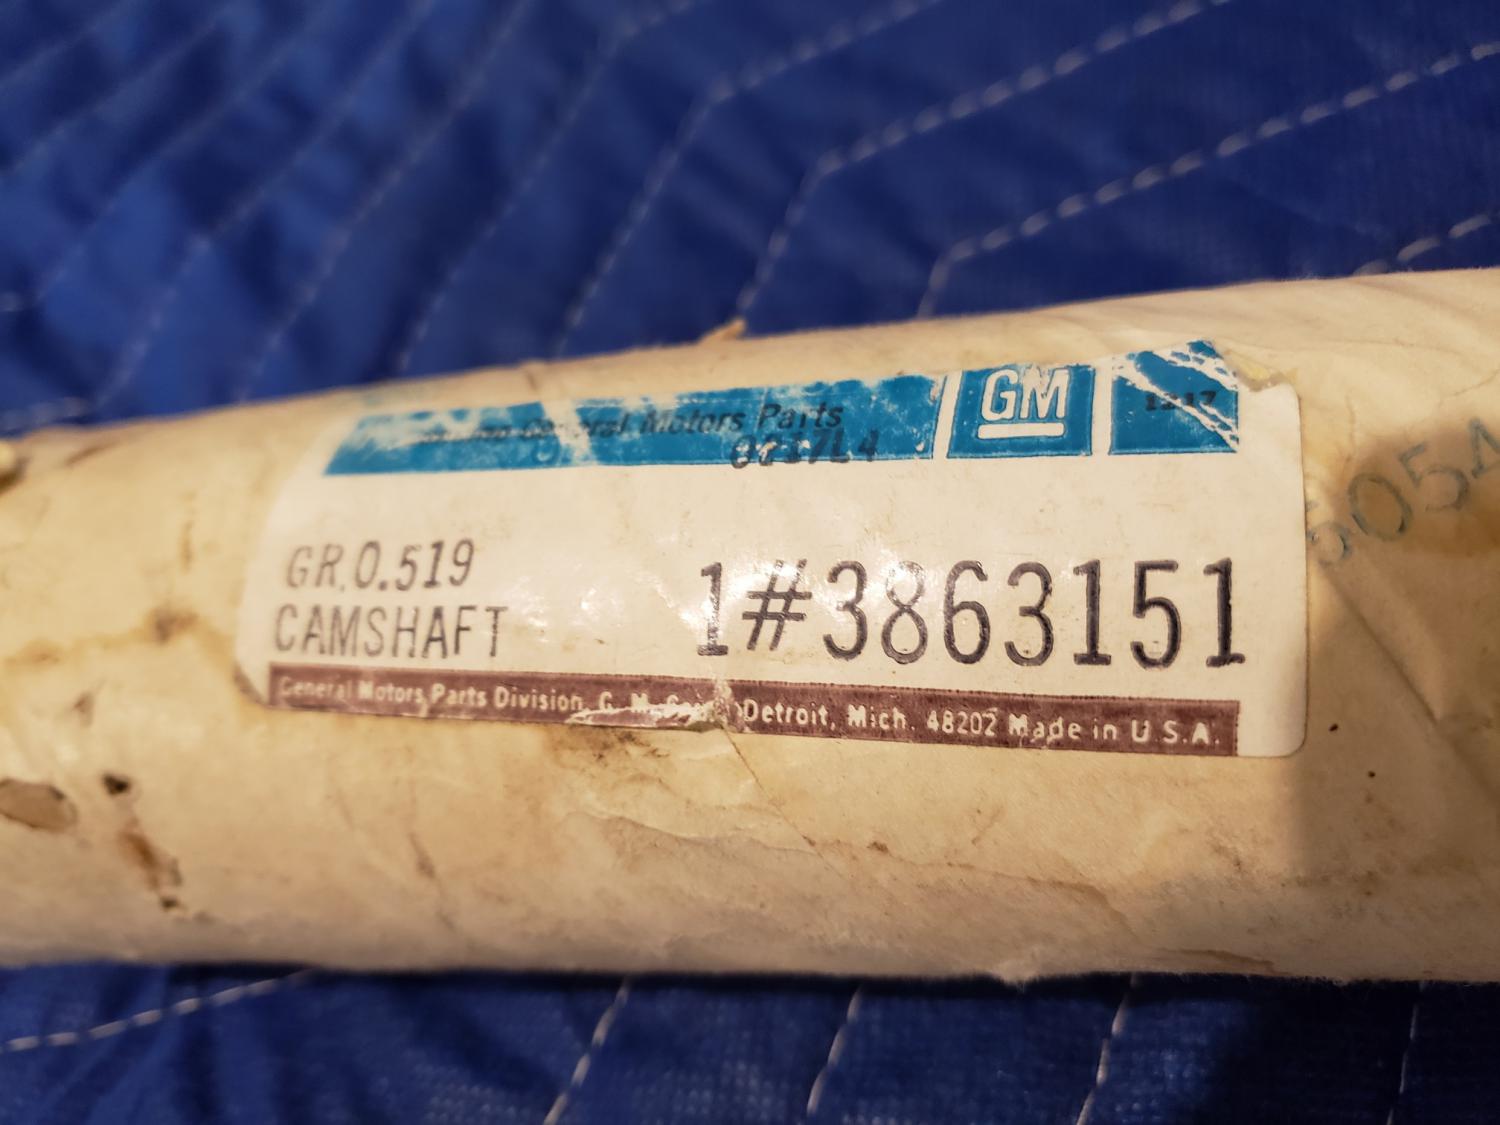 General Motors Parts
GM
1217
GR.0.519
CAMSHAFT
1#3863151
General Motors Parts Division, G. M. Detroit, Mich. 48202 Made in U.S.A.